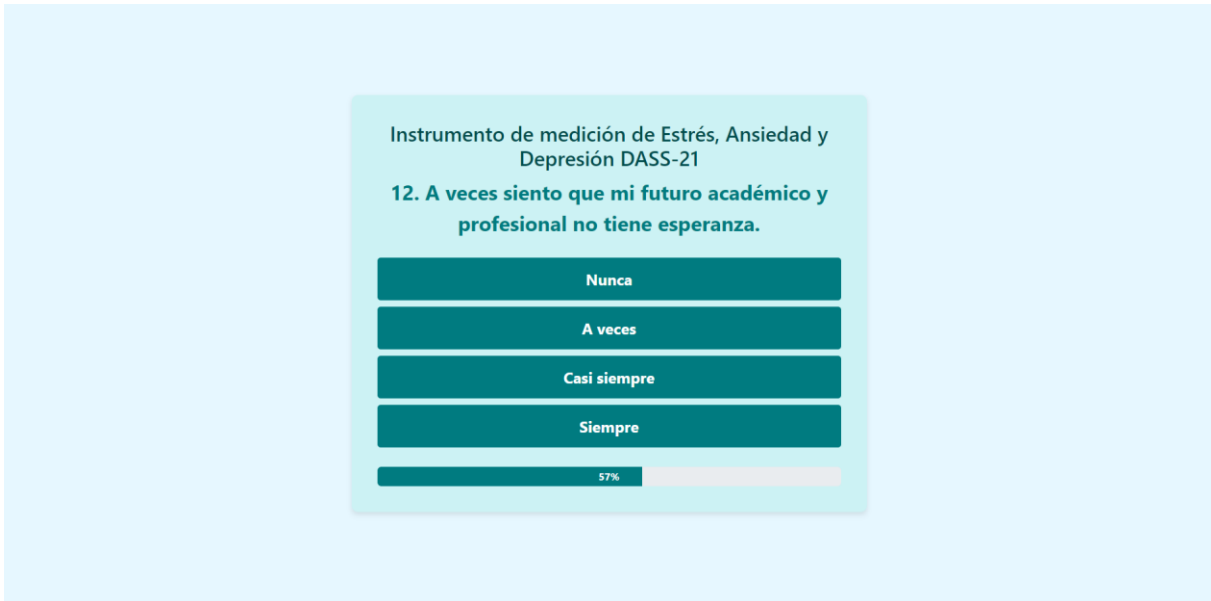 Instrumento de medición de Estrés, Ansiedad y
Depresión DASS-21
12. A veces siento que mi futuro académico y
profesional no tiene esperanza.
Nunca
A veces
Casi siempre
Siempre
57%